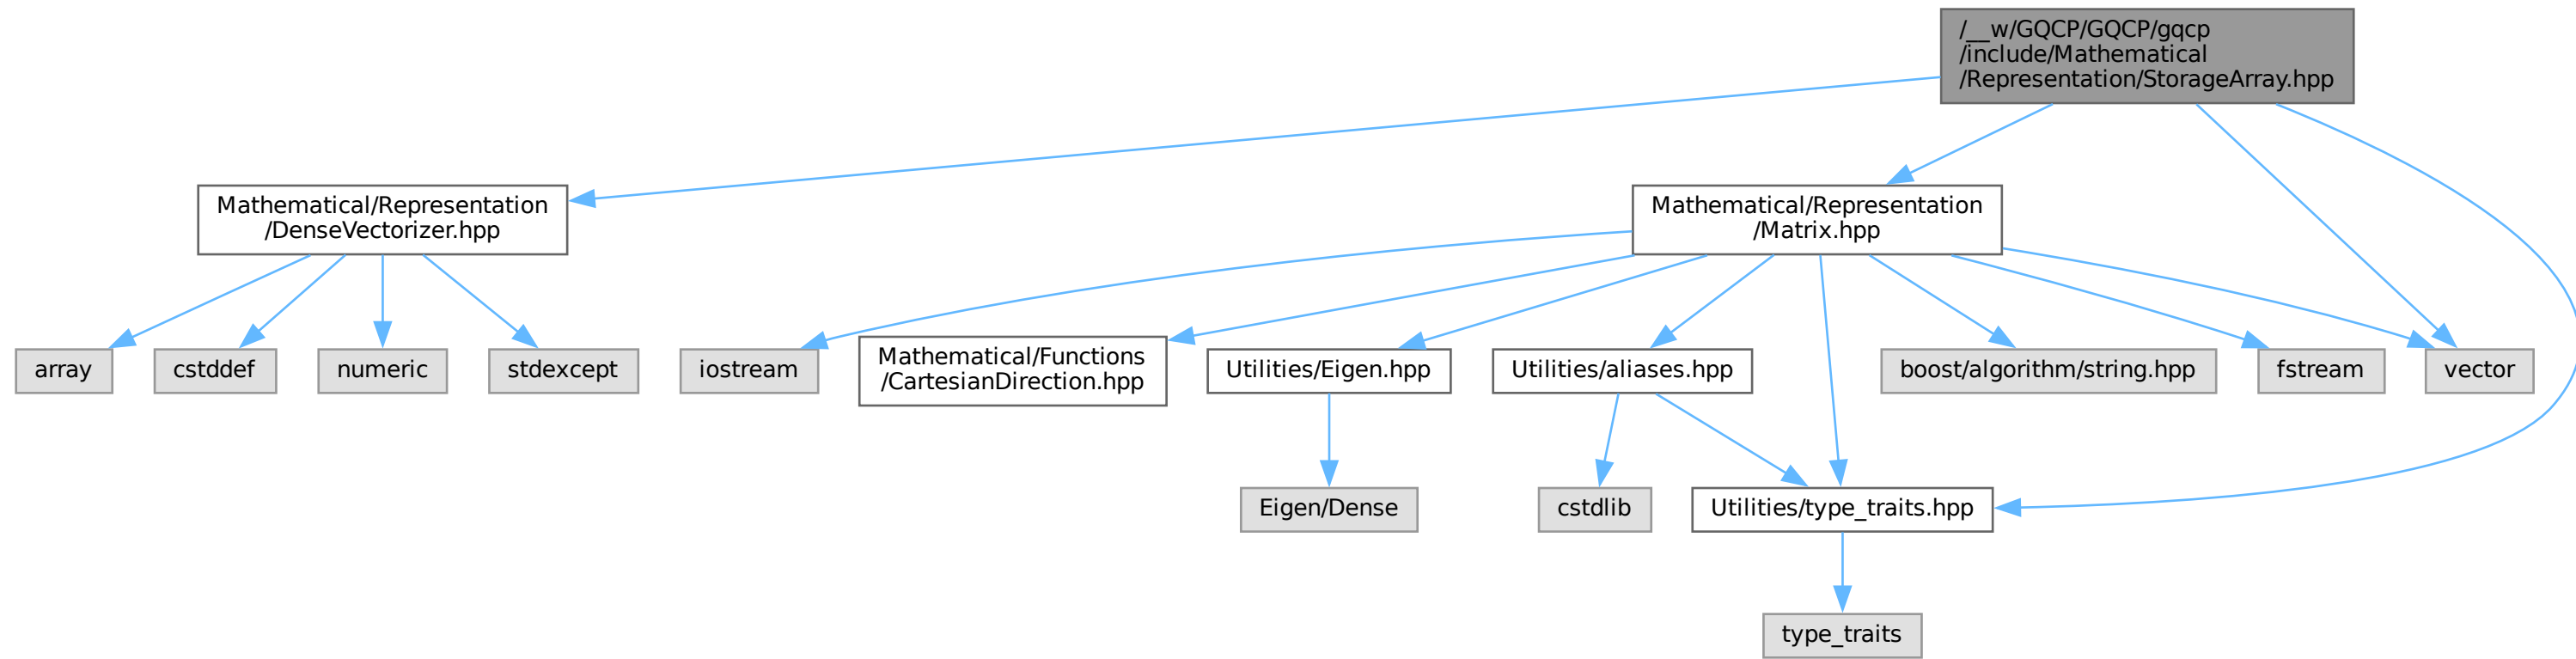 /__w/GQCP/GQCP/gqcp
/include/Mathematical
/Representation/StorageArray.hpp
Mathematical/Representation
/DenseVectorizer.hpp
Mathematical/Representation
/Matrix.hpp
array
cstddef
numeric
stdexcept
iostream
Mathematical/Functions
/CartesianDirection.hpp
Utilities/Eigen.hpp
Utilities/aliases.hpp
boost/algorithm/string.hpp
fstream
vector
Eigen/Dense
cstdlib
Utilities/type_traits.hpp
type_traits